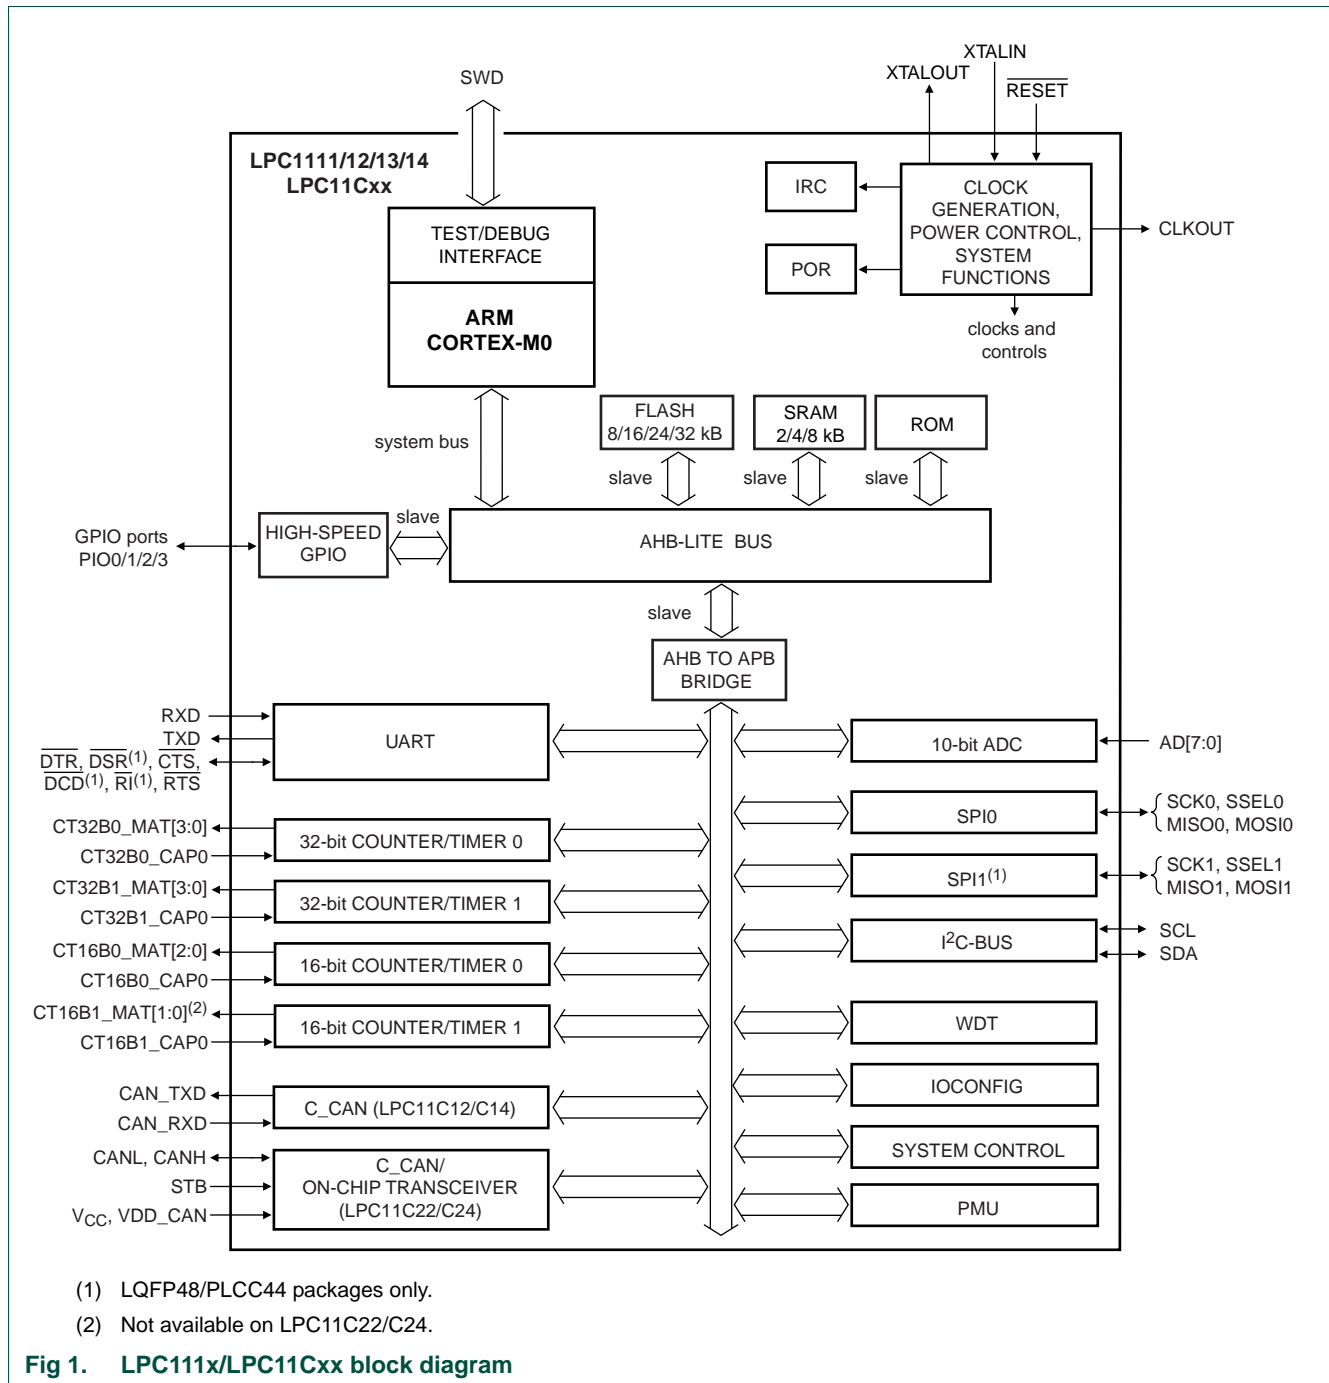 SWD
XTALIN
XTALOUT
RESET
LPC1111/12/13/14
LPC11Cxx
TEST/DEBUG
INTERFACE
ARM
CORTEX-M0
IRC
POR
CLOCK
GENERATION,
POWER CONTROL,
SYSTEM
FUNCTIONS
CLKOUT
clocks and
controls
system bus
FLASH
8/16/24/32 kB
SRAM
2/4/8 kB
ROM
slave
slave
slave
GPIO ports
PIO0/1/2/3
HIGH-SPEED
GPIO
slave
AHB-LITE BUS
slave
AHB TO APB
BRIDGE
RXD
TXD
DTR, DSR(1), CTS,
DCD(1), RI(1), RTS
UART
10-bit ADC
AD[7:0]
CT32B0_MAT[3:0]
CT32B0_CAP0
32-bit COUNTER/TIMER 0
SPI0
SCK0, SSEL0
MISO0, MOSI0
CT32B1_MAT[3:0]
CT32B1_CAP0
32-bit COUNTER/TIMER 1
SPI1(1)
SCK1, SSEL1
MISO1, MOSI1
CT16B0_MAT[2:0]
CT16B0_CAP0
16-bit COUNTER/TIMER 0
I2C-BUS
SCL
SDA
CT16B1_MAT[1:0](2)
CT16B1_CAP0
16-bit COUNTER/TIMER 1
WDT
IOCONFIG
CAN_TXD
CAN_RXD
C_CAN (LPC11C12/C14)
SYSTEM CONTROL
CANL, CANH
STB
VCC, VDD_CAN
C_CAN/
ON-CHIP TRANSCEIVER
(LPC11C22/C24)
PMU
(1) LQFP48/PLCC44 packages only.
(2) Not available on LPC11C22/C24.
Fig 1. LPC111x/LPC11Cxx block diagram